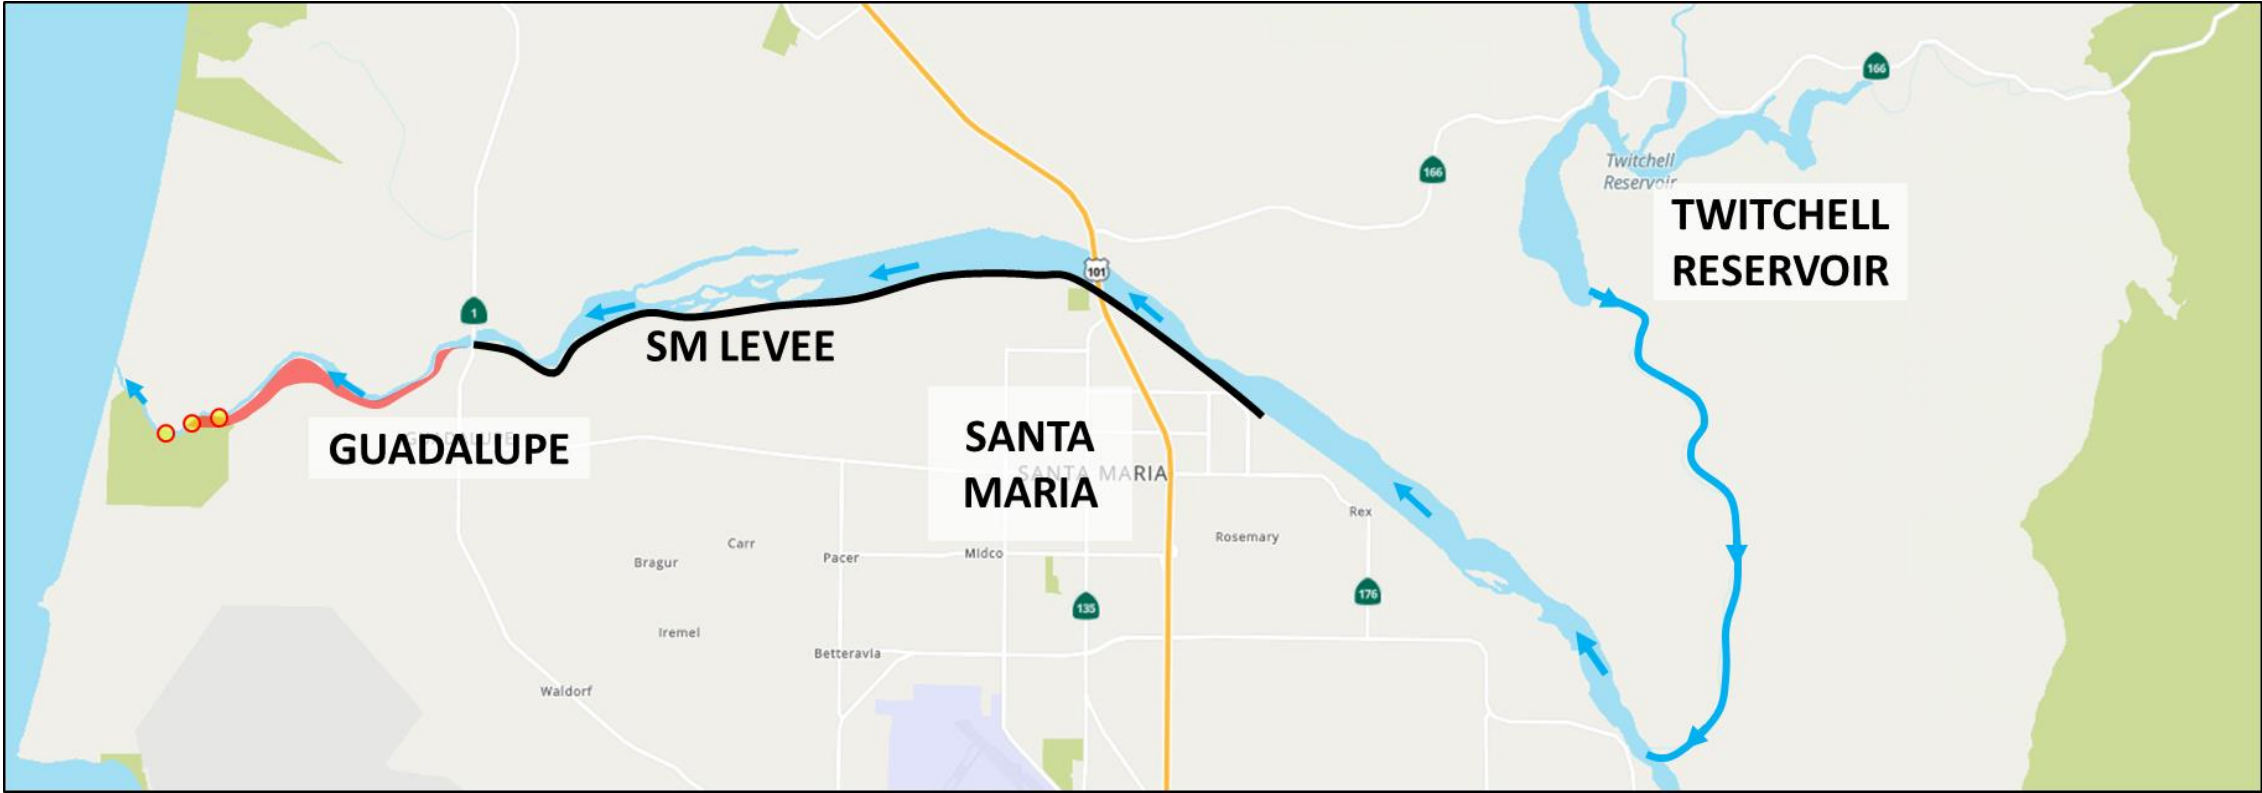 166
166
Twitchell
Reservoir
TWITCHELL
RESERVOIR
101
1
SM LEVEE
GUADALUPE
SANTA
MARIA
SANTA MARIA
Rex
Rosemary
Carr
Midco
Pacer
Bragur
176
135
Iremel
Betteravia
Waldorf